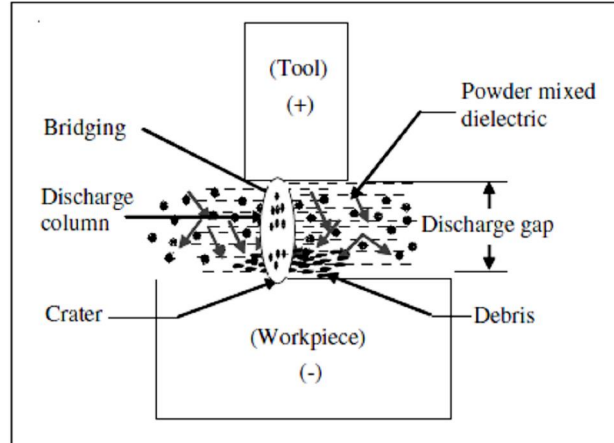 (Tool)
(+)
Powder mixed
dielectric
Bridging
Discharge
column
Discharge gap
Crater
Debris
(Workpiece)
(-)